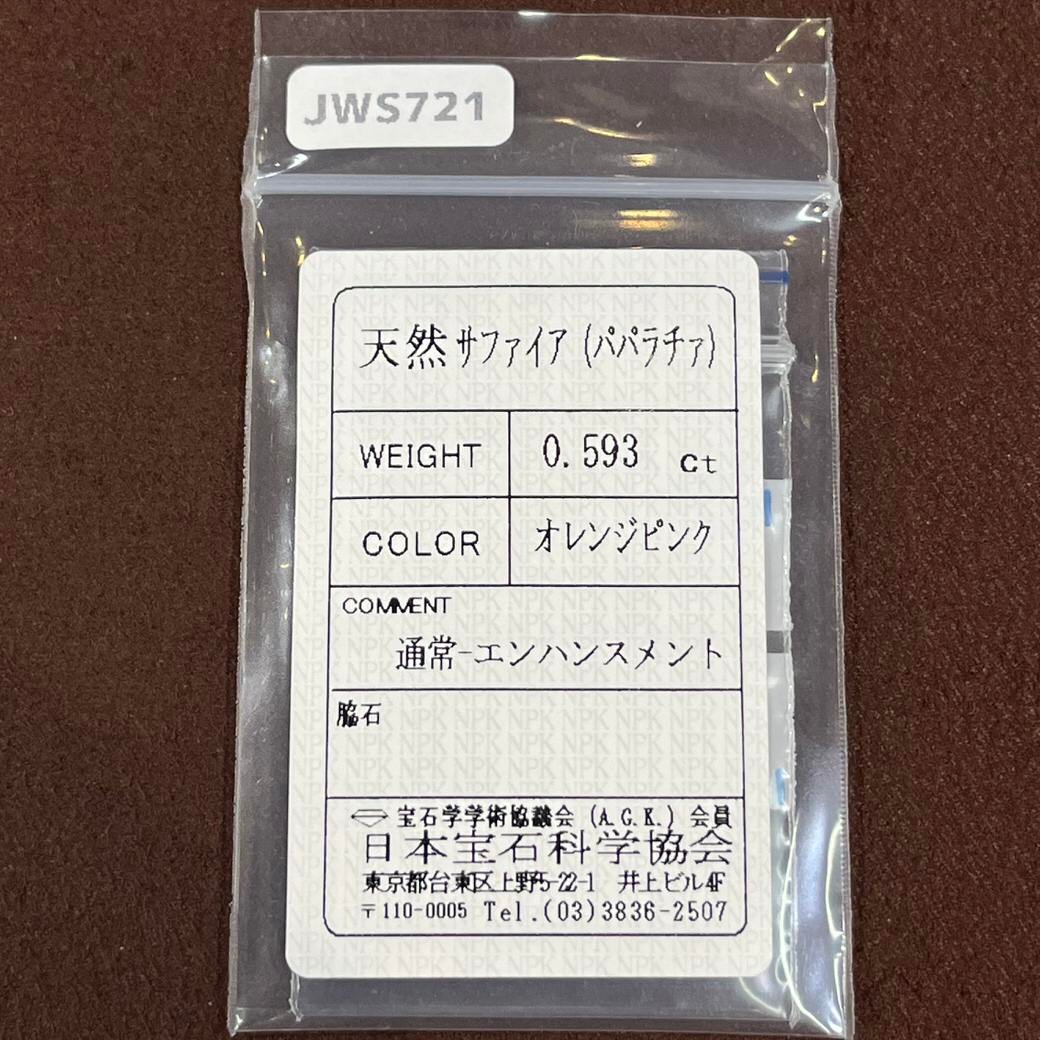 JWS721
天然サファイア (パパラチァ)
WEIGHT 0.593 ct
COLOR オレンジピンク
COMMENT
通常-エンハンスメント
脇石
宝石学学術協議会 (A.G.K.) 会員
日本宝石科学協会
東京都台東区上野5-22-1 井上ビル4F
〒110-0005 Tel.(03)3836-2507